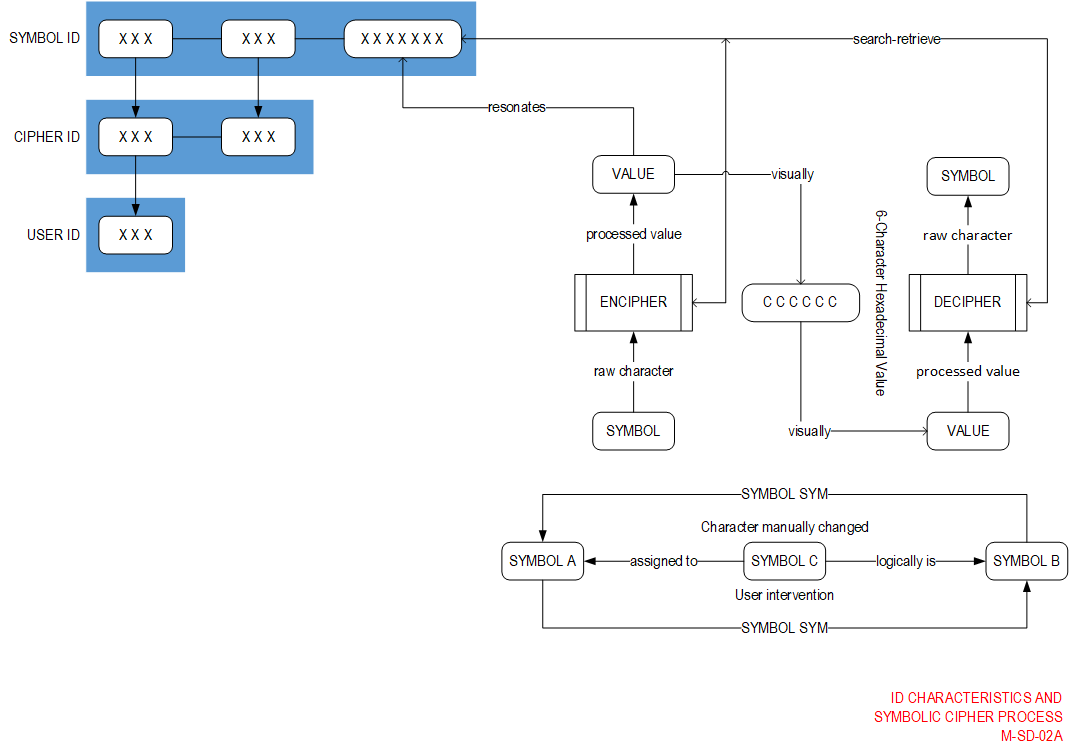 SYMBOL ID
X X X
X X X
X X X X X X X
search-retrieve
resonates
CIPHER ID
X X X
X X X
VALUE
visually
SYMBOL
USER ID
X X X
processed value
raw character
6-Character Hexadecimal Value
ENCIPHER
C C C C C C
DECIPHER
raw character
processed value
SYMBOL
visually
VALUE
SYMBOL SYM
Character manually changed
SYMBOL A
assigned to
SYMBOL C
logically is
SYMBOL B
User intervention
SYMBOL SYM
ID CHARACTERISTICS AND
SYMBOLIC CIPHER PROCESS
M-SD-02A